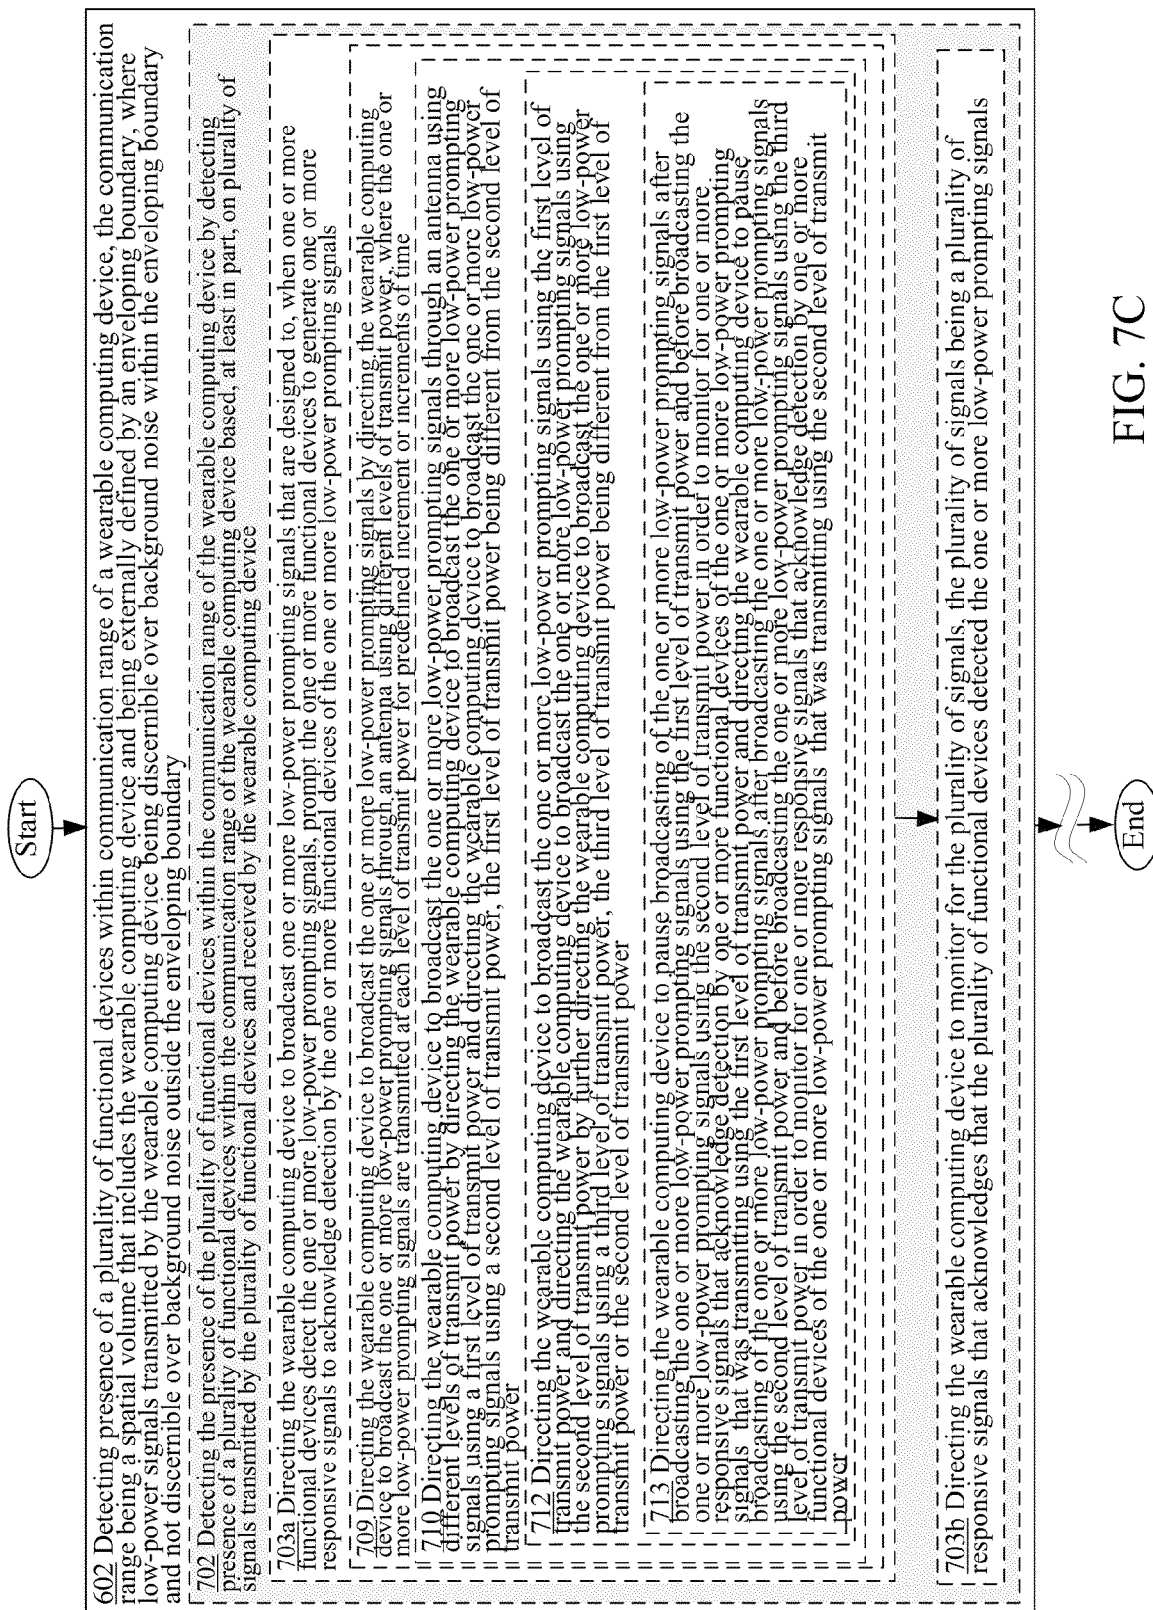 Start
602 Detecting presence of a plurality of functional devices within communication range of a wearable computing device, the communication
range being a spatial volume that includes the wearable computing device and being externally defined by an enveloping boundary, where
low-power signals transmitted by the wearable computing device being discernible over background noise within the enveloping boundary
and not discernible over background noise outside the enveloping boundary
702 Detecting the presence of the plurality of functional devices within the communication range of the wearable computing device by detecting
presence of a plurality of functional devices within the communication range of the wearable computing device based, at least in part, on plurality of
signals transmitted by the plurality of functional devices and received by the wearable computing device
703a Directing the wearable computing device to broadcast one or more low-power prompting signals that are designed to, when one or more
functional devices detect the one or more low-power prompting signals, prompt the one or more functional devices to generate one or more
responsive signals to acknowledge detection by the one or more functional devices of the one or more low-power prompting signals
709 Directing the wearable computing device to broadcast the one or more low-power prompting signals by directing the wearable computing
device to broadcast the one or more low-power prompting signals through an antenna using different levels of transmit power, where the one or
more low-power prompting signals are transmitted at each level of transmit power for predefined increment or increments of time
710 Directing the wearable computing device to broadcast the one or more low-power prompting signals through an antenna using
different levels of transmit power by directing the wearable computing device to broadcast the one or more low-power prompting
signals using a first level of transmit power and directing the wearable computing device to broadcast the one or more low-power
prompting signals using a second level of transmit power, the first level of transmit power being different from the second level of
transmit power
712 Directing the wearable computing device to broadcast the one or more low-power prompting signals using the first level of
transmit power and directing the wearable computing device to broadcast the one or more low-power prompting signals using
the second level of transmit power by further directing the wearable computing device to broadcast the one or more low-power
prompting signals using a third level of transmit power, the third level of transmit power being different from the first level of
transmit power or the second level of transmit power
713 Directing the wearable computing device to pause broadcasting of the one or more low-power prompting signals after
broadcasting the one or more low-power prompting signals using the first level of transmit power and before broadcasting the
one or more low-power prompting signals using the second level of transmit power in order to monitor for one or more
responsive signals that acknowledge detection by one or more functional devices of the one or more low-power prompting
signals that was transmitting using the first level of transmit power and directing the wearable computing device to pause
broadcasting of the one or more low-power prompting signals after broadcasting the one or more low-power prompting signals
using the second level of transmit power and before broadcasting the one or more low-power prompting signals using the third
level of transmit power in order to monitor for one or more responsive signals that acknowledge detection by one or more
functional devices of the one or more low-power prompting signals that was transmitting using the second level of transmit
power
703b Directing the wearable computing device to monitor for the plurality of signals, the plurality of signals being a plurality of
responsive signals that acknowledges that the plurality of functional devices detected the one or more low-power prompting signals
End
FIG. 7C